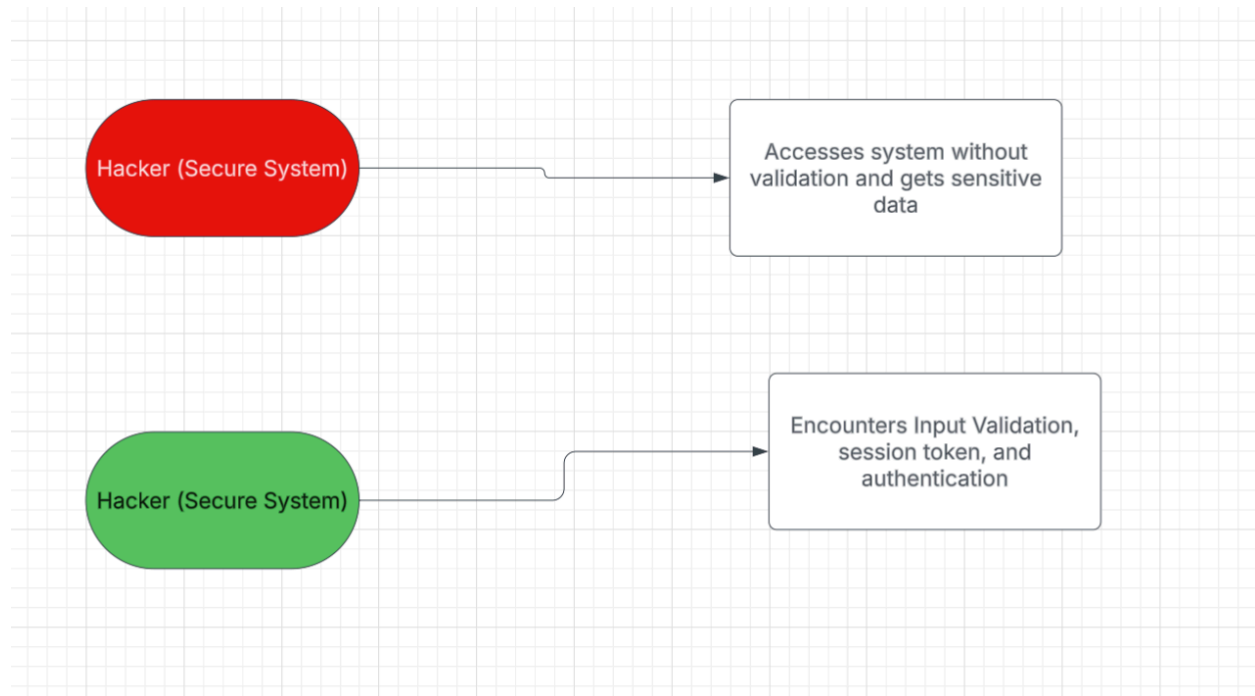 Hacker (Secure System)
Accesses system without
validation and gets sensitive
data
Encounters Input Validation,
session token, and
authentication
Hacker (Secure System)